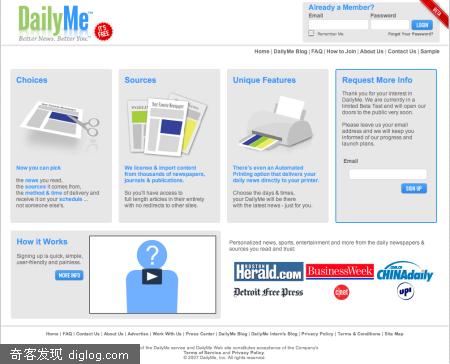 DailyMe™
Better News. Better You.™
IT'S FREE
Already a Member?
BETA
Email
Password
LOGIN
Remember Me
Forgot Your Password?
Home | DailyMe Blog | FAQ | How to Join | About Us | Contact Us | Sample
Choices
Now you can pick
the news you read,
the sources it comes from,
the method & time of delivery and
receive it on your schedule ...
not someone else's.
Sources
We license & import content
from thousands of newspapers,
journals & publications.
So you'll have access to
full length articles in their entirety
with no redirects to other sites.
Unique Features
There's even an Automated
Printing option that delivers your
daily news directly to your printer.
Choose the days & times,
your DailyMe will be there
with the latest news - just for you.
Request More Info
Thank you for your interest in
DailyMe. We are currently in a
limited Beta Test and will open our
doors to the public very soon.
Please leave us your email
address and we will keep you
informed of our progress and
launch plans.
Email
SIGN UP
How it Works
Signing up is quick, simple,
user-friendly and painless.
MORE INFO
?
Personalized news, sports, entertainment and more from the daily newspapers &
sources you read and trust:
BOSTON
Herald.com
BusinessWeek
CHINAdaily
Detroit Free Press
cnet
upi
Home | FAQ | Contact Us | About Us | Advertise | Work With Us | Press Center | DailyMe Blog | DailyMe Intern's Blog | Privacy Policy | Terms & Conditions | Site Map
of the DailyMe service and DailyMe Web site constitutes acceptance of the Company's
Terms of Service and Privacy Policy.
© 2007 DailyMe, Inc. All rights reserved.
奇客发现 diglog.com